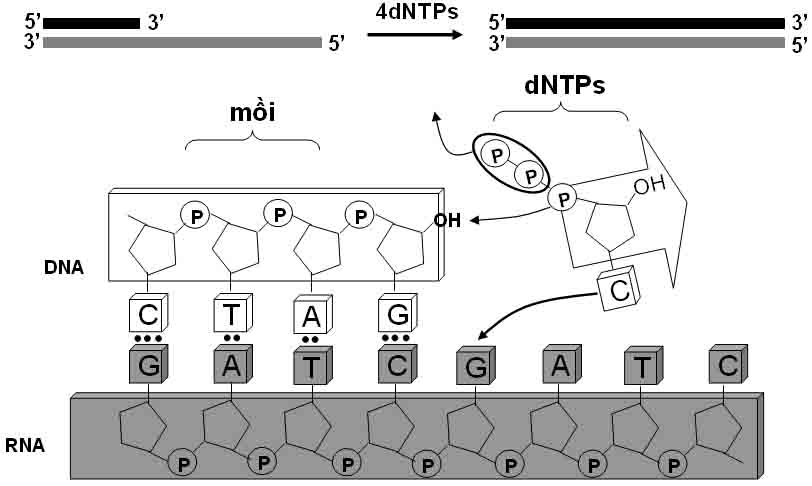 5’ 3’ 4dNTPs 5’ 3’
3’ 5’ 3’ 5’
dNTPs
mồi
P P P OH
P P P OH
DNA
C
C T A G
G A T C G A T C
RNA
P P P P P P P